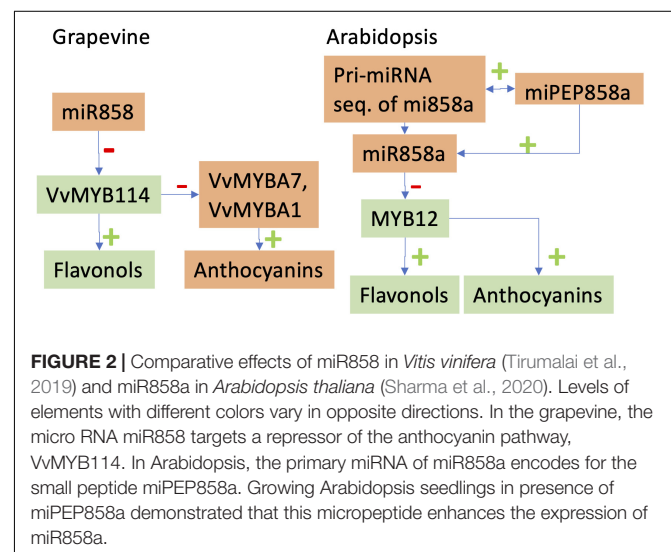 Grapevine
miR858
-
VvMYB114
-
VvMYBA7,
VvMYBA1
+
+
Flavonols
Anthocyanins
Arabidopsis
Pri-miRNA
seq. of mi858a
+
miPEP858a
+
miR858a
-
MYB12
+
+
Flavonols
Anthocyanins
FIGURE 2 | Comparative effects of miR858 in Vitis vinifera (Tirumalai et al.,
2019) and miR858a in Arabidopsis thaliana (Sharma et al., 2020). Levels of
elements with different colors vary in opposite directions. In the grapevine, the
micro RNA miR858 targets a repressor of the anthocyanin pathway,
VvMYB114. In Arabidopsis, the primary miRNA of miR858a encodes for the
small peptide miPEP858a. Growing Arabidopsis seedlings in presence of
miPEP858a demonstrated that this micropeptide enhances the expression of
miR858a.